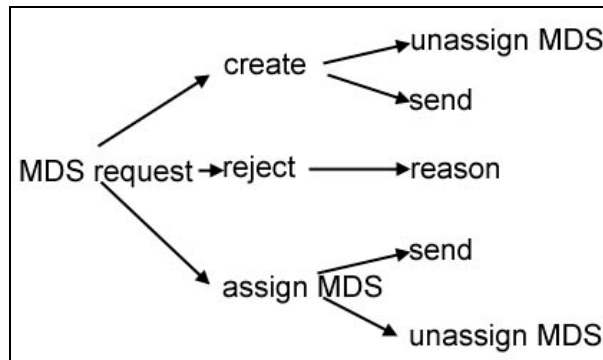 unassign MDS
create
send
MDS request
reject
reason
send
assign MDS
unassign MDS